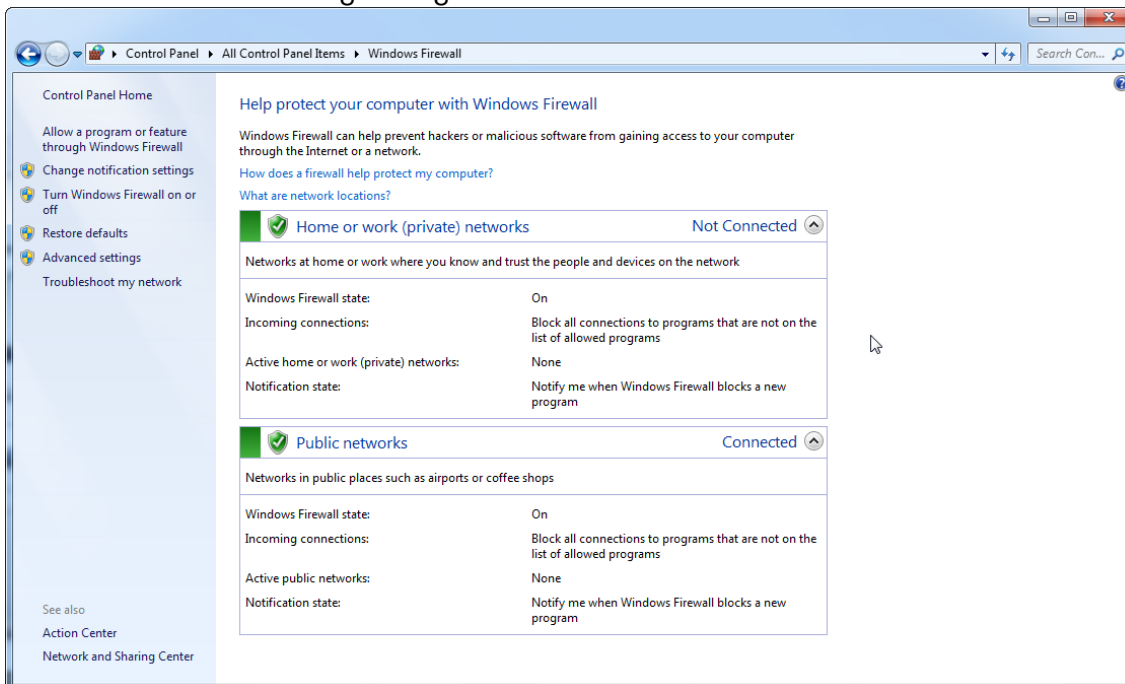 Control Panel ▸ All Control Panel Items ▸ Windows Firewall
Search Con...
Control Panel Home
Allow a program or feature
through Windows Firewall
Change notification settings
Turn Windows Firewall on or
off
Restore defaults
Advanced settings
Troubleshoot my network
See also
Action Center
Network and Sharing Center
Help protect your computer with Windows Firewall
Windows Firewall can help prevent hackers or malicious software from gaining access to your computer
through the Internet or a network.
How does a firewall help protect my computer?
What are network locations?
Home or work (private) networks Not Connected
Networks at home or work where you know and trust the people and devices on the network
Windows Firewall state: On
Incoming connections: Block all connections to programs that are not on the
list of allowed programs
Active home or work (private) networks: None
Notification state: Notify me when Windows Firewall blocks a new
program
Public networks Connected
Networks in public places such as airports or coffee shops
Windows Firewall state: On
Incoming connections: Block all connections to programs that are not on the
list of allowed programs
Active public networks: None
Notification state: Notify me when Windows Firewall blocks a new
program